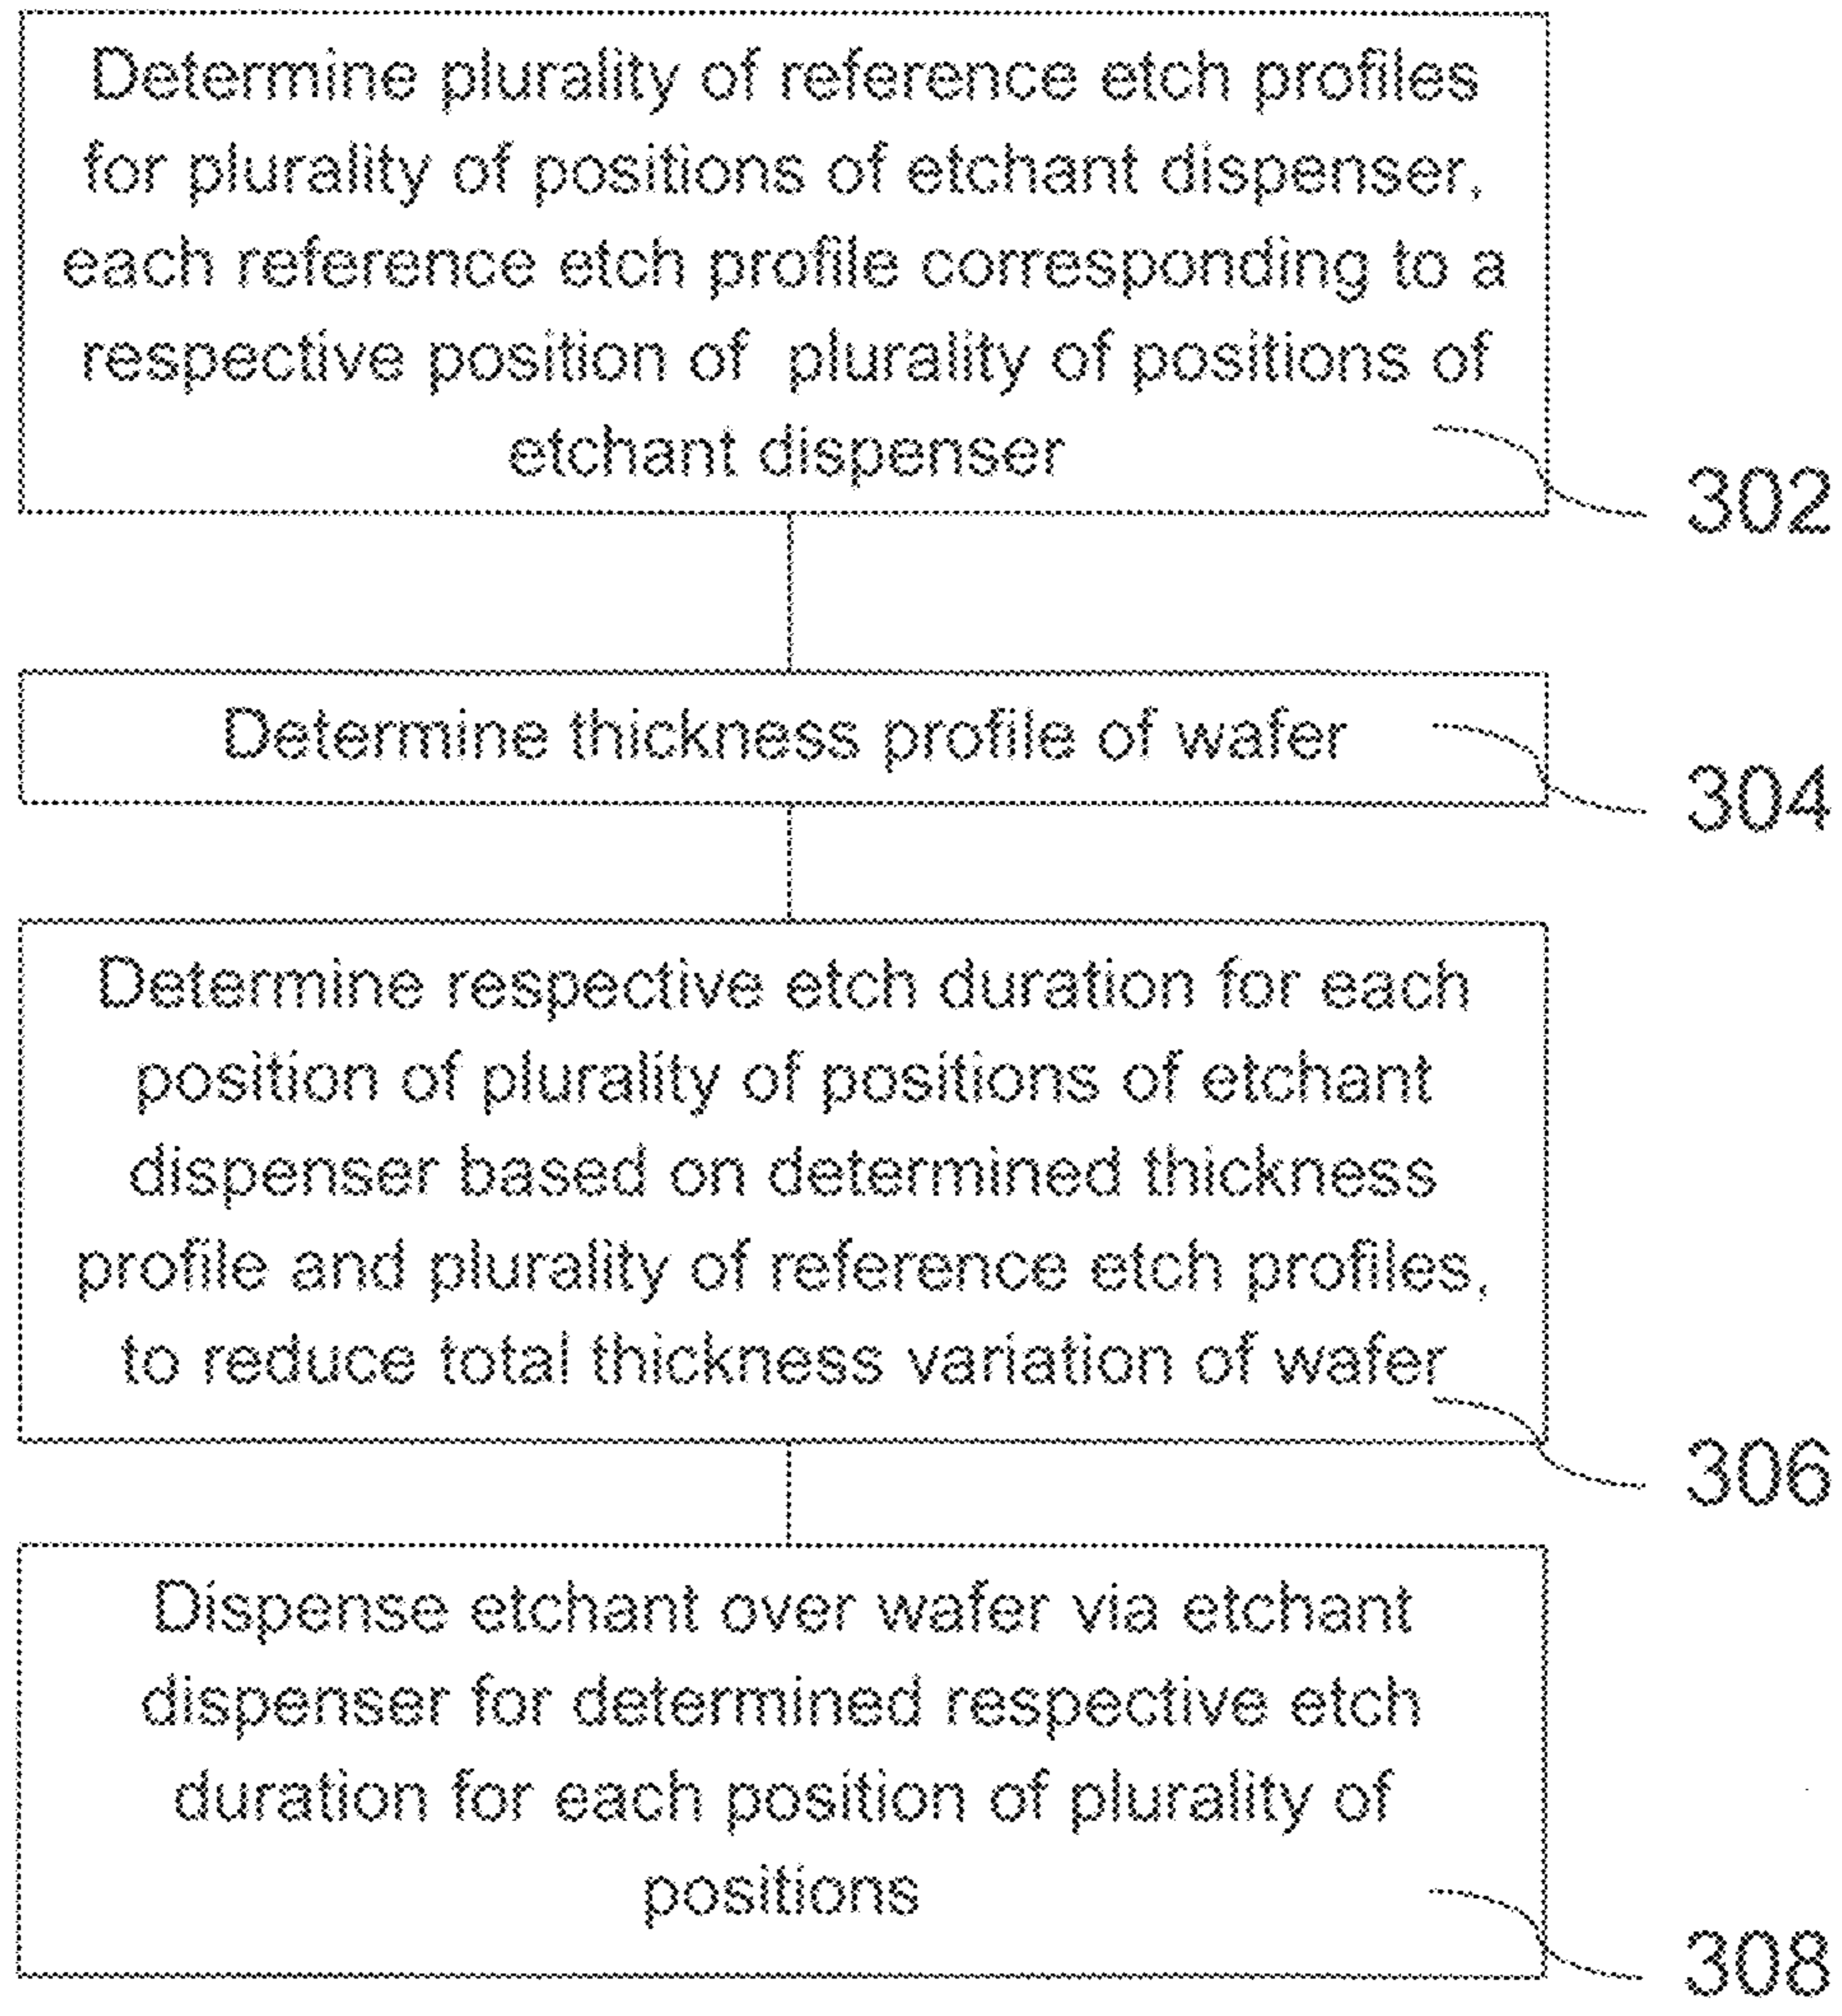 Determine plurality of reference etch profiles
for plurality of positions of etchant dispenser,
each reference etch profile corresponding to a
respective position of plurality of positions of
etchant dispenser
302
Determine thickness profile of wafer
304
Determine respective etch duration for each
position of plurality of positions of etchant
dispenser based on determined thickness
profile and plurality of reference etch profiles,
to reduce total thickness variation of wafer
306
Dispense etchant over wafer via etchant
dispenser for determined respective etch
duration for each position of plurality of
positions
308